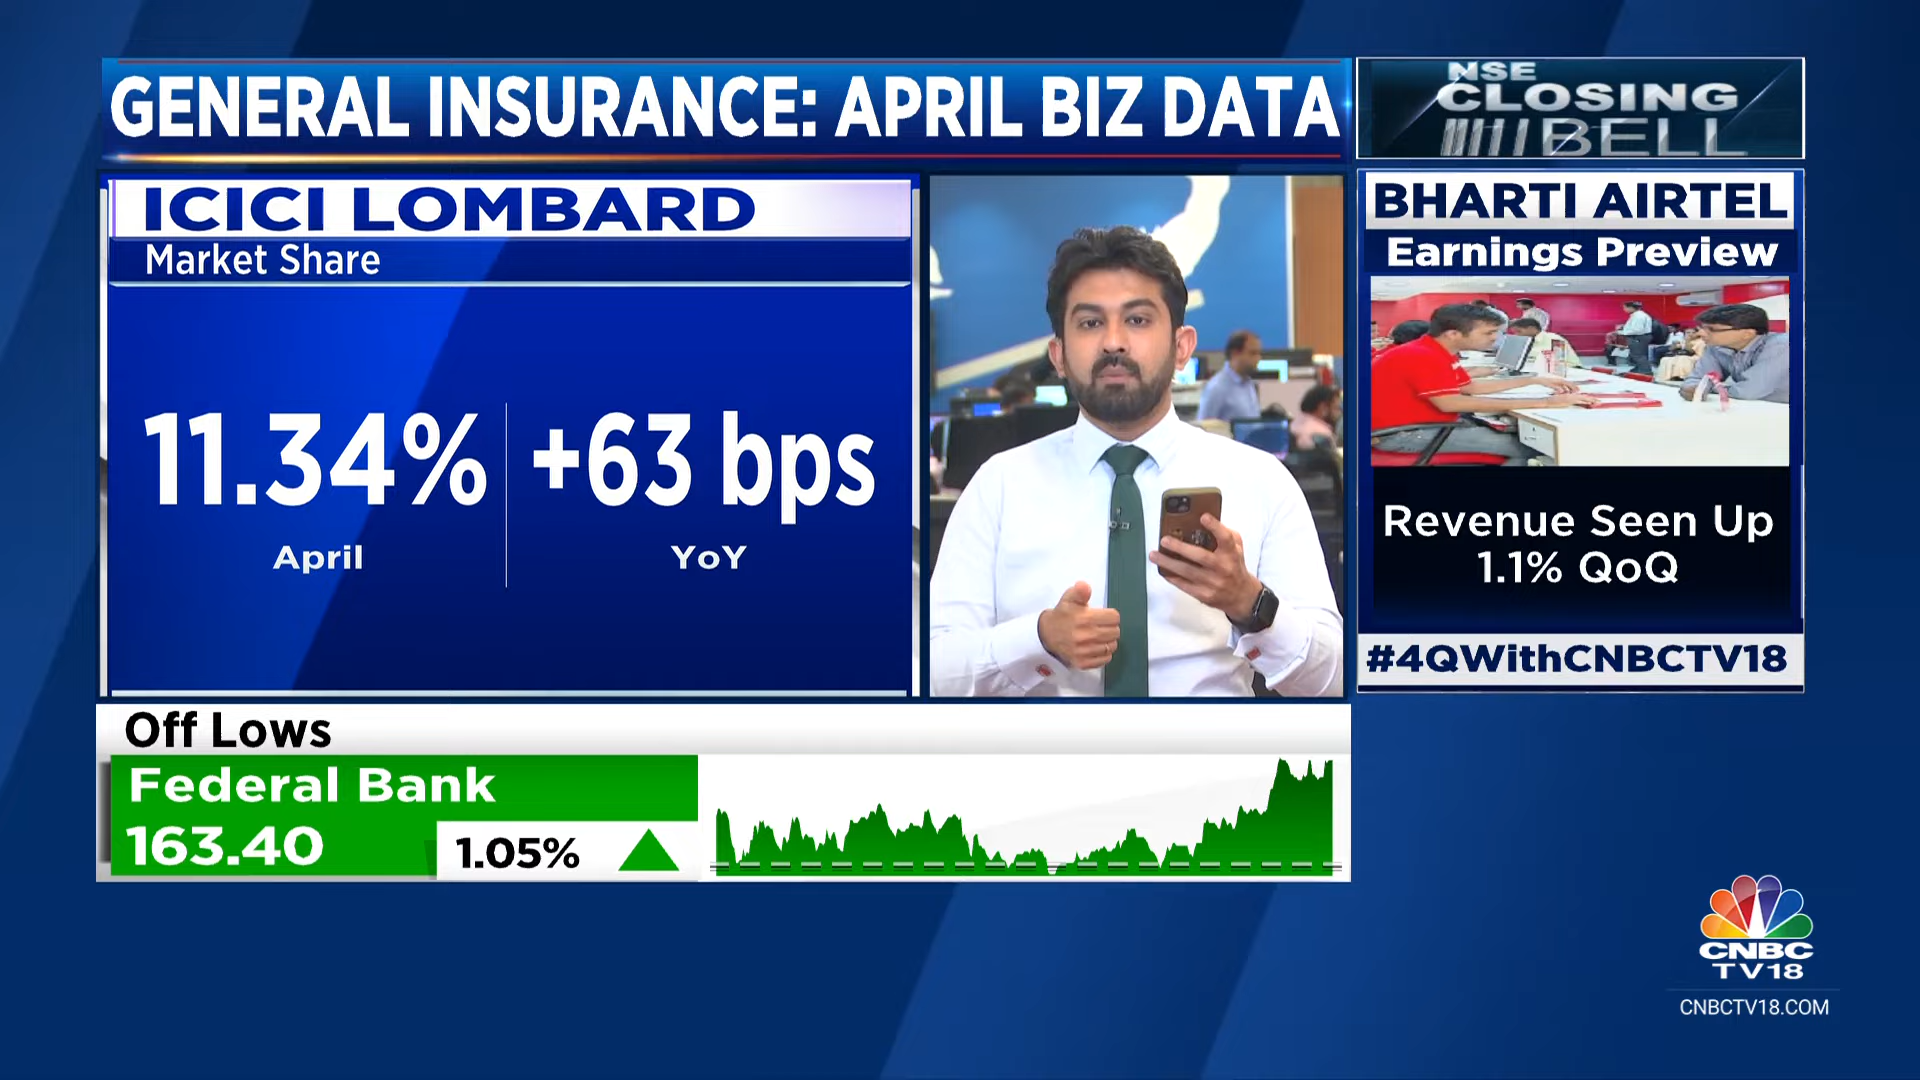 GENERAL INSURANCE: APRIL BIZ DATA
NSE
CLOSING
BELL
ICICI LOMBARD
Market Share
11.34%
April
+63 bps
YoY
BHARTI AIRTEL
Earnings Preview
Revenue Seen Up
1.1% QoQ
#4QWithCNBCTV18
Off Lows
Federal Bank
163.40
1.05%
CNBC
TV18
CNBCTV18.COM